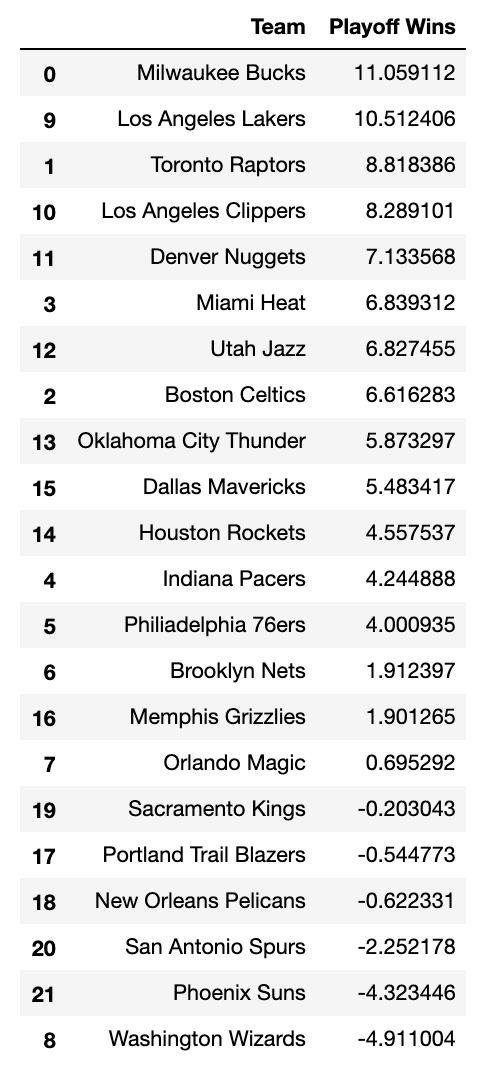 Team Playoff Wins
0 Milwaukee Bucks 11.059112
9 Los Angeles Lakers 10.512406
1 Toronto Raptors 8.818386
10 Los Angeles Clippers 8.289101
11 Denver Nuggets 7.133568
3 Miami Heat 6.839312
12 Utah Jazz 6.827455
2 Boston Celtics 6.616283
13 Oklahoma City Thunder 5.873297
15 Dallas Mavericks 5.483417
14 Houston Rockets 4.557537
4 Indiana Pacers 4.244888
5 Philiadelphia 76ers 4.000935
6 Brooklyn Nets 1.912397
16 Memphis Grizzlies 1.901265
7 Orlando Magic 0.695292
19 Sacramento Kings -0.203043
17 Portland Trail Blazers -0.544773
18 New Orleans Pelicans -0.622331
20 San Antonio Spurs -2.252178
21 Phoenix Suns -4.323446
8 Washington Wizards -4.911004